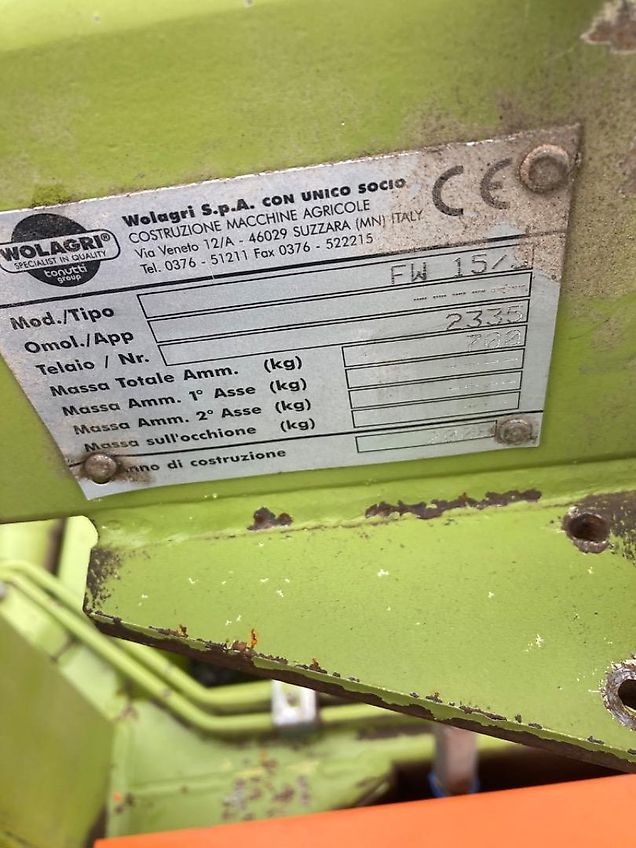 WOLAGRI®
SPECIALIST IN QUALITY
tonutti
group
Wolagri S.p.A. CON UNICO SOCIO
COSTRUZIONE MACCHINE AGRICOLE
Via Veneto 12/A - 46029 SUZZARA (MN) ITALY
Tel. 0376 - 51211 Fax 0376 - 522215
CE
Mod./Tipo FW
Omol./App
Telaio / Nr. 2335
Massa Totale Amm. (kg) 700
Massa Amm. 1° Asse (kg)
Massa Amm. 2° Asse (kg)
Massa sull'occhione (kg)
di costruzione